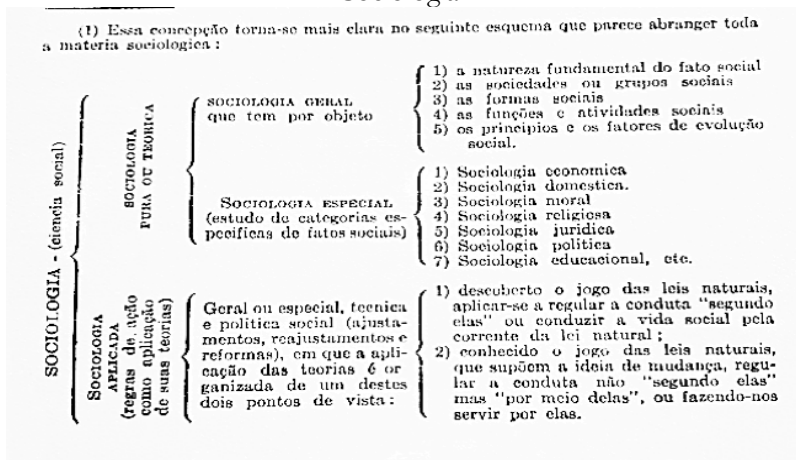 (1) Essa concepção torna-se mais clara no seguinte esquema que parece abranger toda
a materia sociologica:
SOCIOLOGIA - (ciencia social)
SOCIOLOGIA
PURA OU TEORICA
SOCIOLOGIA GERAL
que tem por objeto
1) a natureza fundamental do fato social
2) as sociedades ou grupos sociais
3) as formas sociais
4) as funções e atividades sociais
5) os principios e os fatores de evolução
social.
SOCIOLOGIA ESPECIAL
(estudo de categorias es-
pecificas de fatos sociais)
1) Sociologia economica
2) Sociologia domestica.
3) Sociologia moral
4) Sociologia religiosa
5) Sociologia juridica
6) Sociologia politica
7) Sociologia educacional, etc.
SOCIOLOGIA
APLICADA
(regras de ação
como aplicação
de suas teorias)
Geral ou especial, tecnica
e politica social (ajusta-
mentos, reajustamentos e
reformas), em que a apli-
cação das teorias é or
ganizada de um destes
dois pontos de vista:
1) descoberto o jogo das leis naturais,
aplicar-se a regular a conduta "segundo
elas" ou conduzir a vida social pela
corrente da lei natural;
2) conhecido o jogo das leis naturais,
que supõem a ideia de mudança, regu-
lar a conduta não "segundo elas"
mas "por meio delas", ou fazendo-nos
servir por elas.